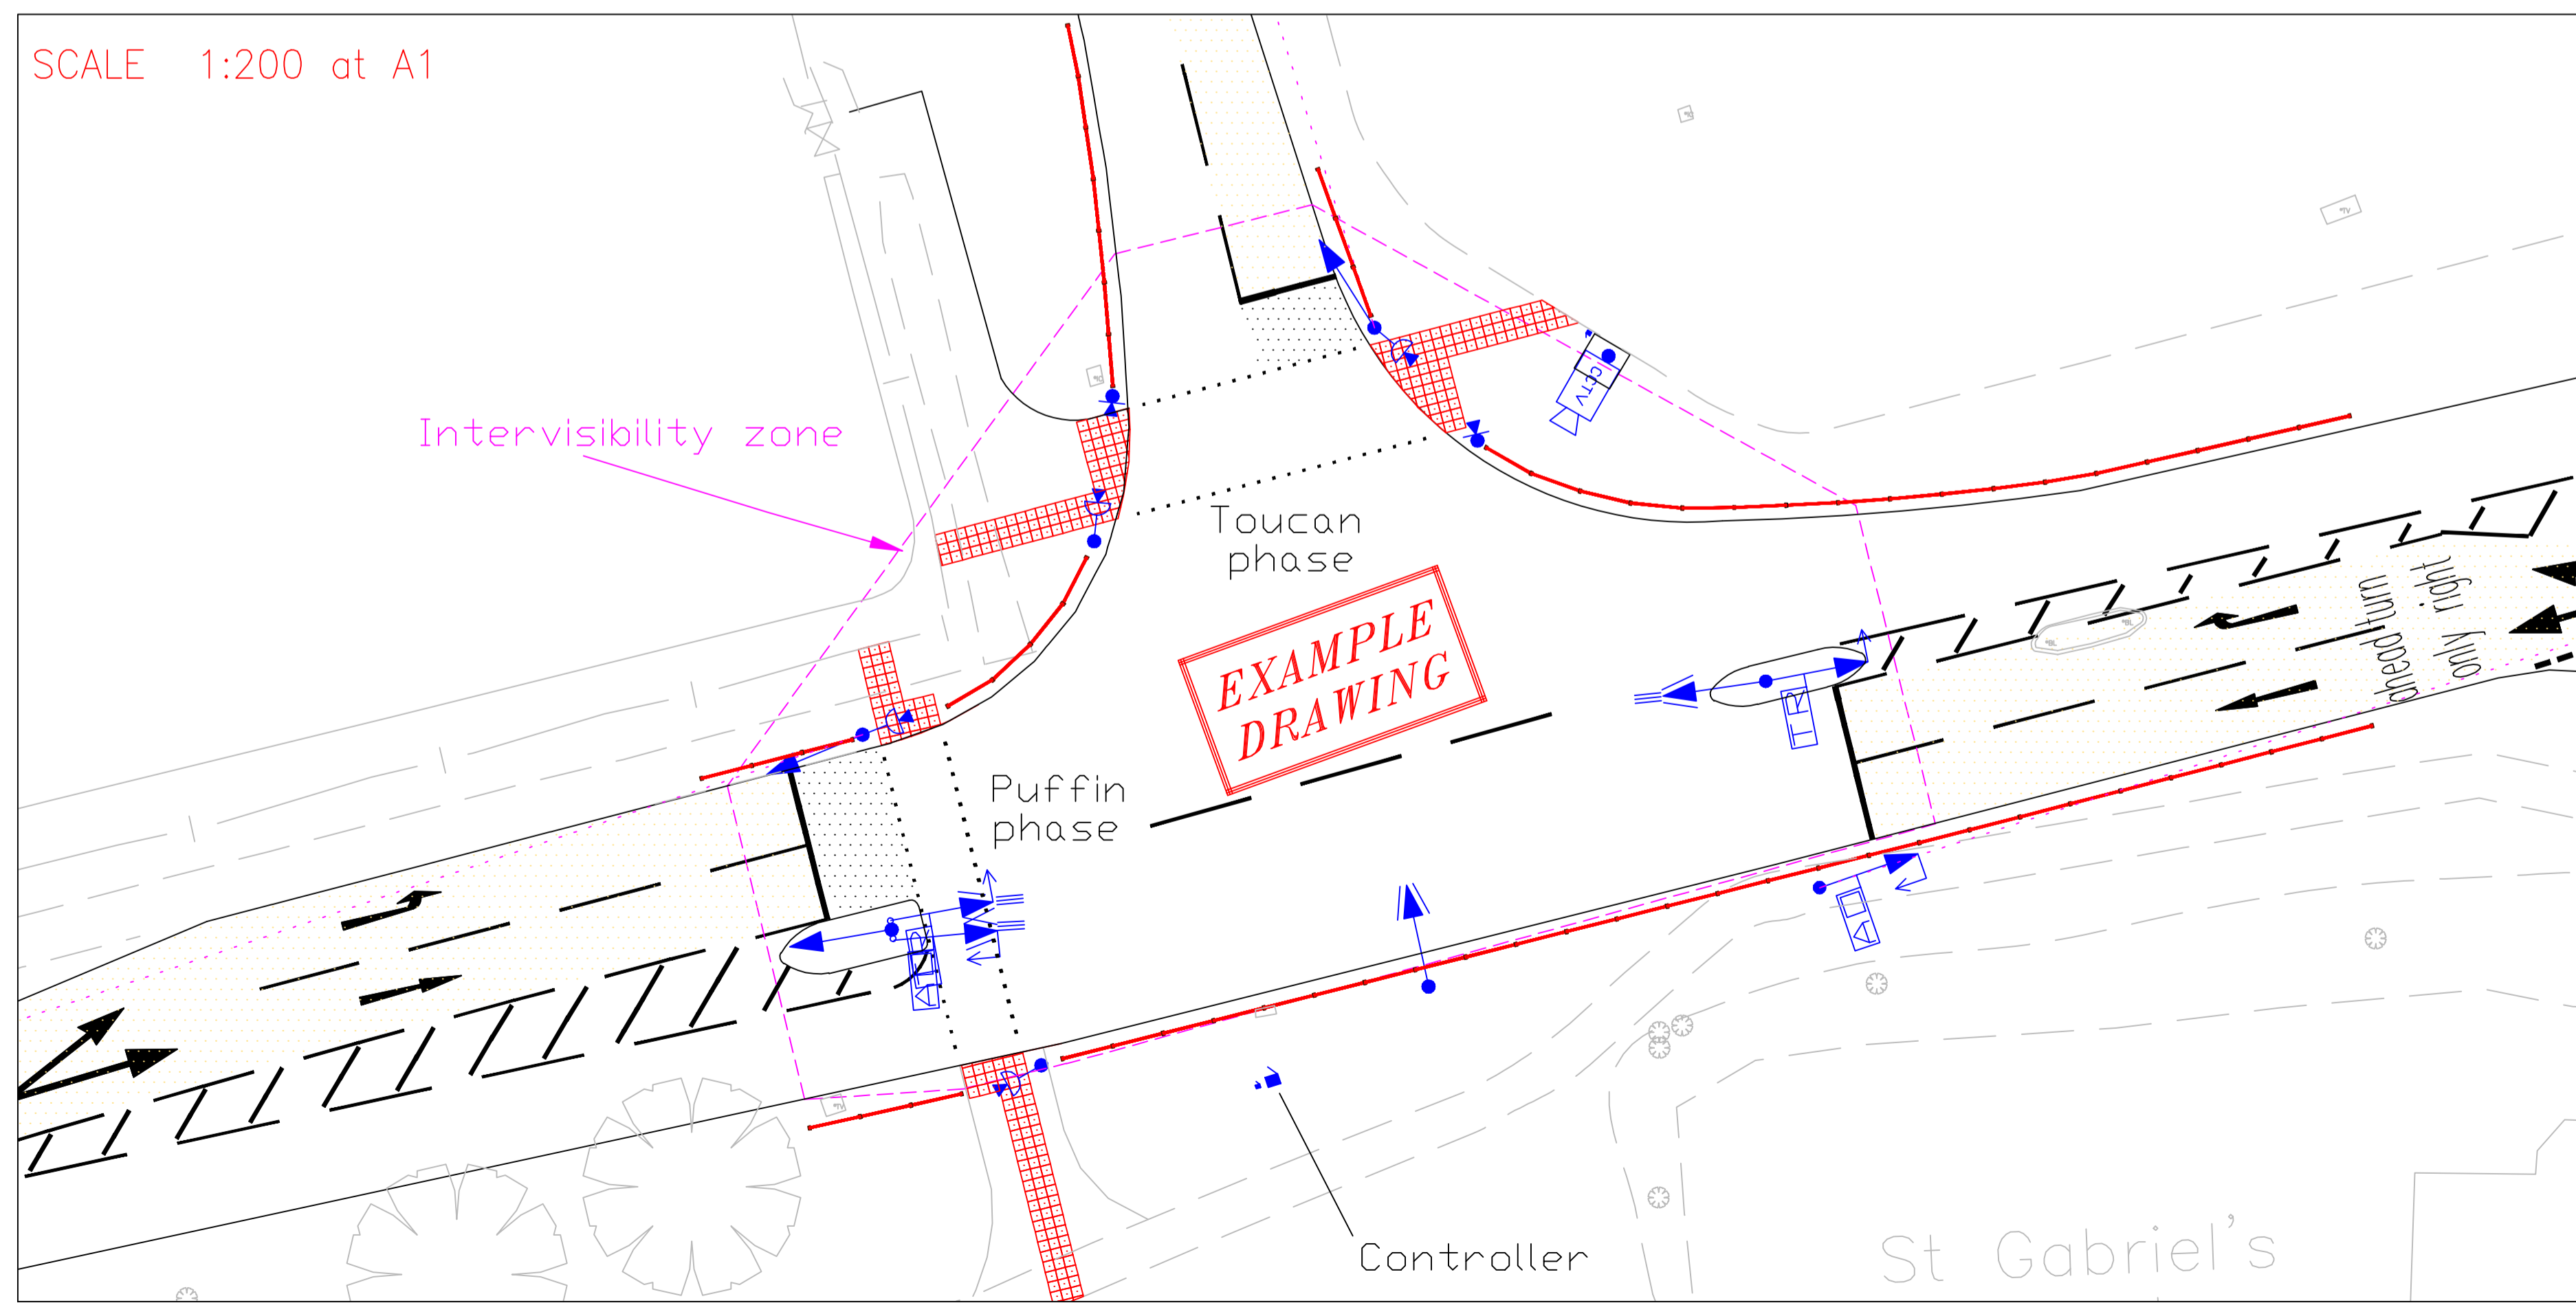 SCALE 1:200 at A1
Intervisibility zone
CCTV
Toucan
phase
EXAMPLE
DRAWING
Puffin
phase
ahead turn
only right
Controller
St Gabriel's